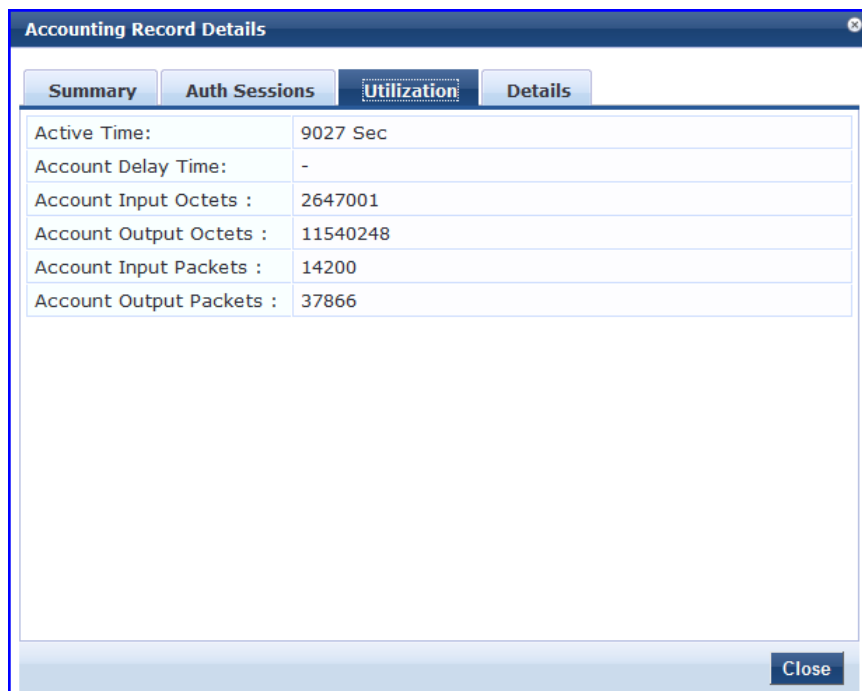 Accounting Record Details
Summary Auth Sessions Utilization Details
Active Time: 9027 Sec
Account Delay Time: -
Account Input Octets : 2647001
Account Output Octets : 11540248
Account Input Packets : 14200
Account Output Packets : 37866
Close